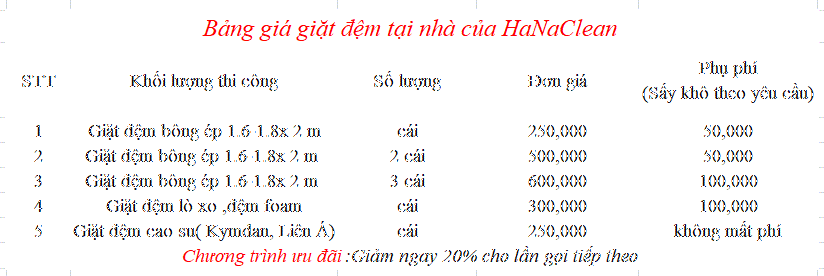 Bảng giá giặt đệm tại nhà của HaNaClean
STT Khối lượng thi công Số lượng Đơn giá Phụ phí
(Sấy khô theo yêu cầu)
1 Giặt đệm bông ép 1.6-1.8x 2 m cái 250,000 50,000
2 Giặt đệm bông ép 1.6-1.8x 2 m 2 cái 500,000 50,000
3 Giặt đệm bông ép 1.6-1.8x 2 m 3 cái 600,000 100,000
4 Giặt đệm lò xo ,đệm foam cái 300,000 100,000
5 Giặt đệm cao su( Kymdan, Liên Á) cái 250,000 không mất phí
Chương trình ưu đãi :Giảm ngay 20% cho lần gọi tiếp theo